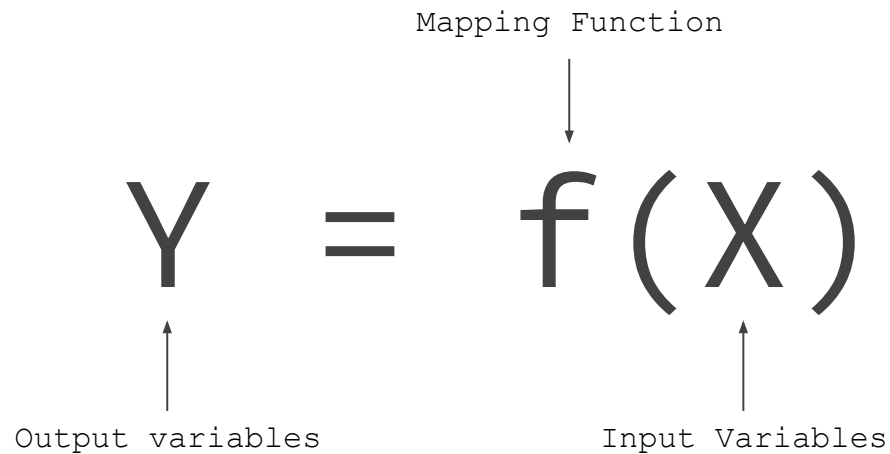 Mapping Function
Y = f(X)
Output variables
Input Variables